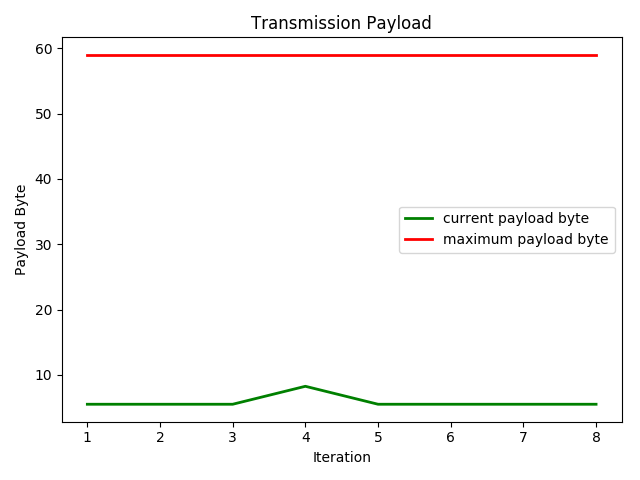 Transmission Payload
60
50
40
30
20
10
Payload Byte
current payload byte
maximum payload byte
1 2 3 4 5 6 7 8
Iteration